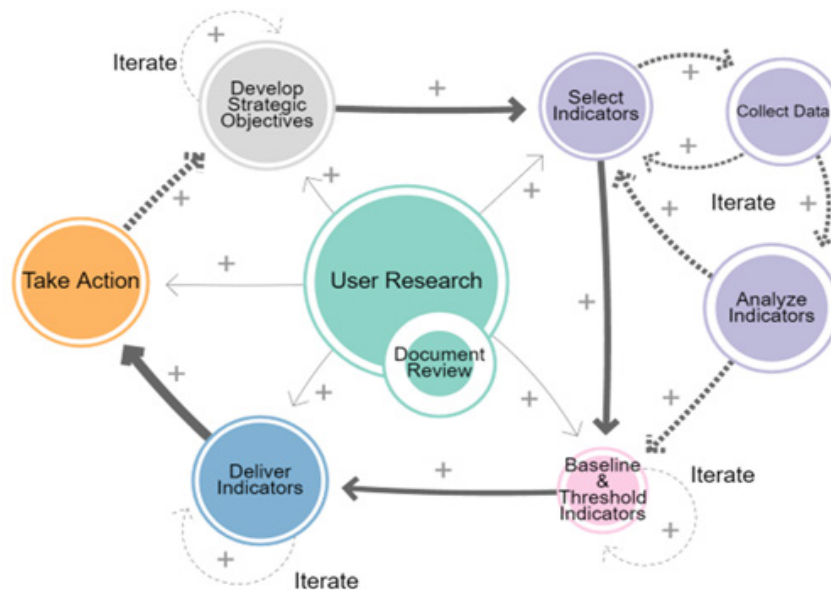 Iterate
Develop
Strategic
Objectives
+
+
Select
Indicators
+
Collect Data
+
+
+
+
Iterate
+
+
Take Action
+
User Research
+
Analyze
Indicators
Document
Review
+
+
+
+
Deliver
Indicators
+
Baseline
&
Threshold
Indicators
Iterate
+
+
Iterate